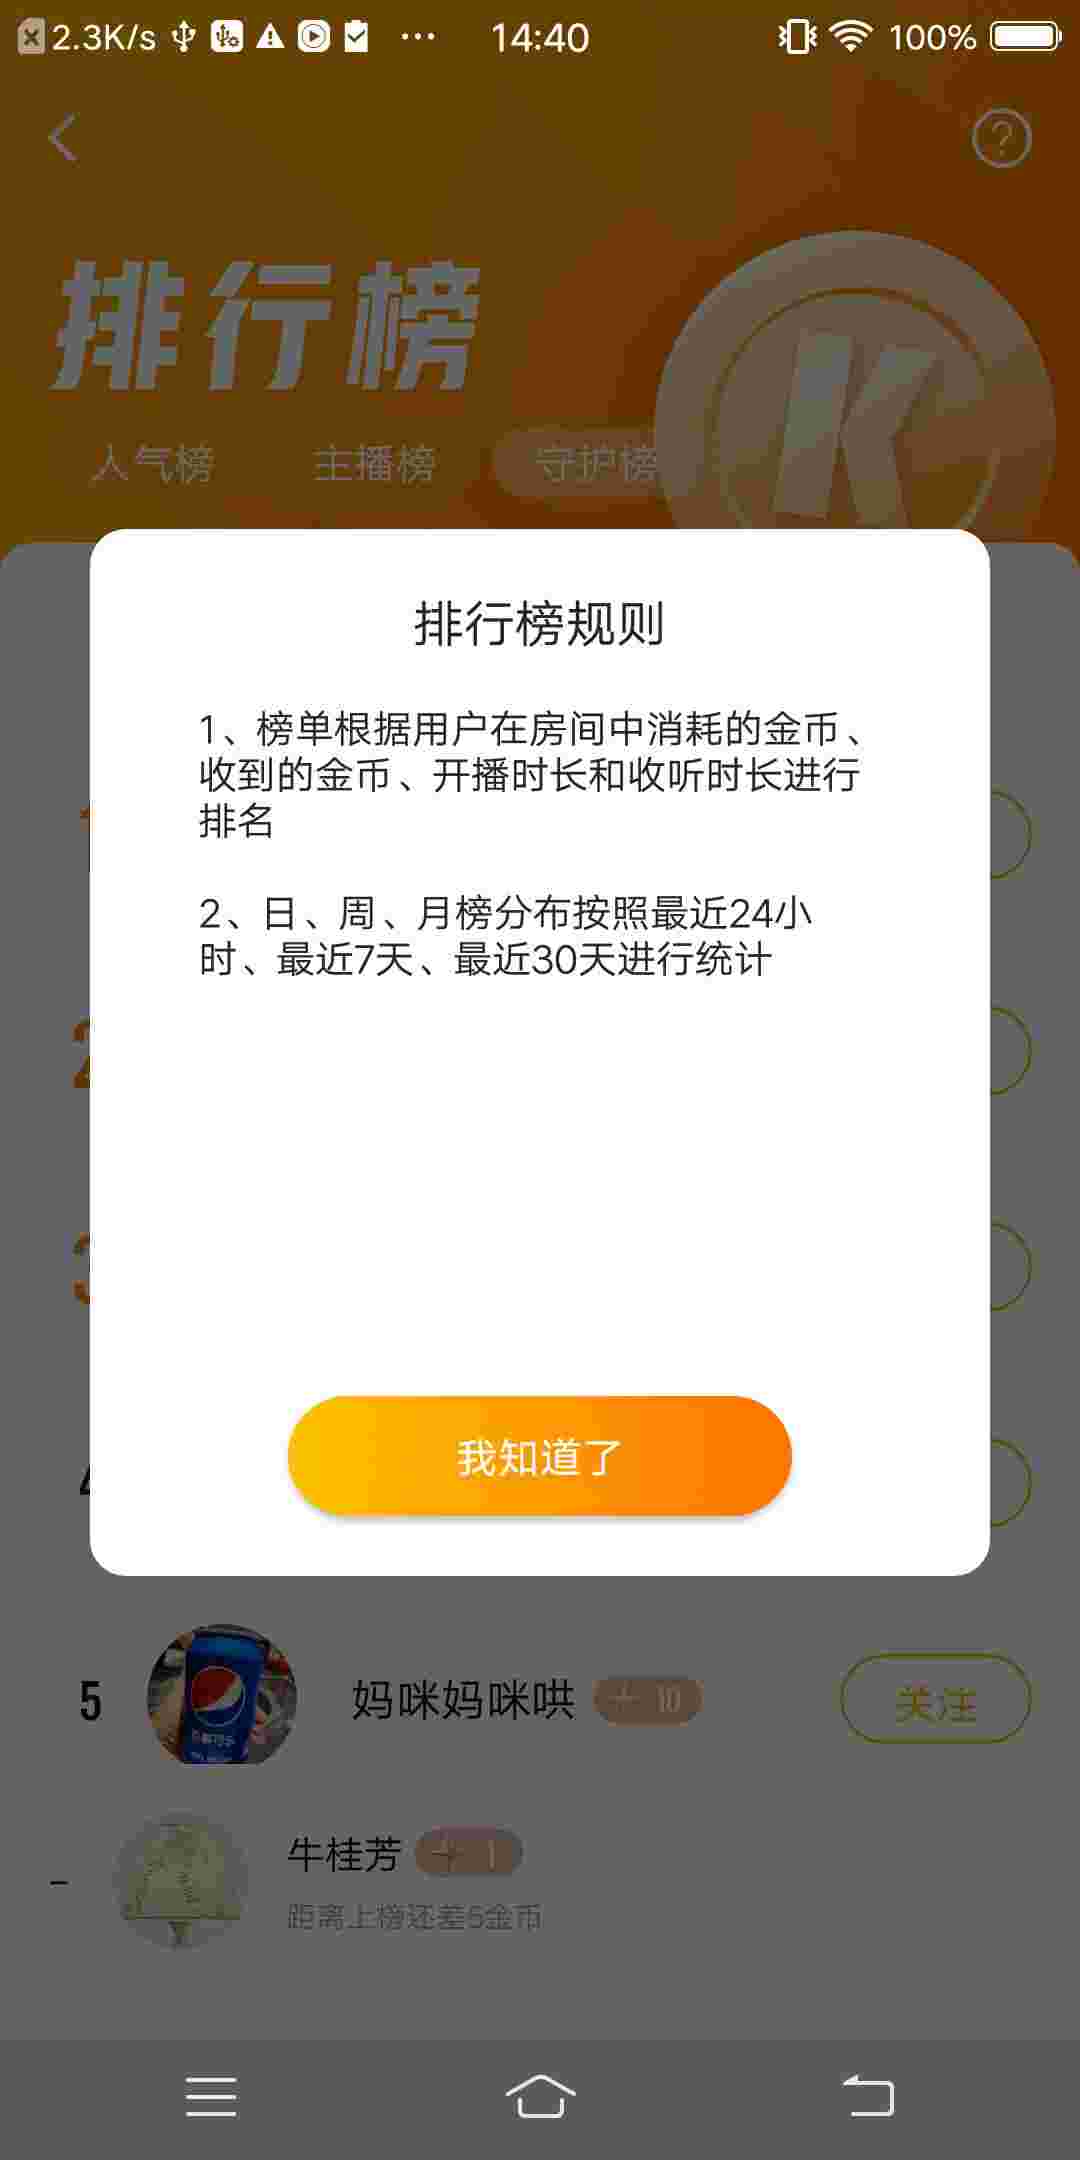 2.3K/s 14:40 100%
?
排行榜
人气榜 主播榜 守护榜
K
排行榜规则
1、榜单根据用户在房间中消耗的金币、
收到的金币、开播时长和收听时长进行
排名
2、日、周、月榜分布按照最近24小
时、最近7天、最近30天进行统计
我知道了
5 妈咪妈咪哄 10 关注
牛桂芳 1
距离上榜还差5金币